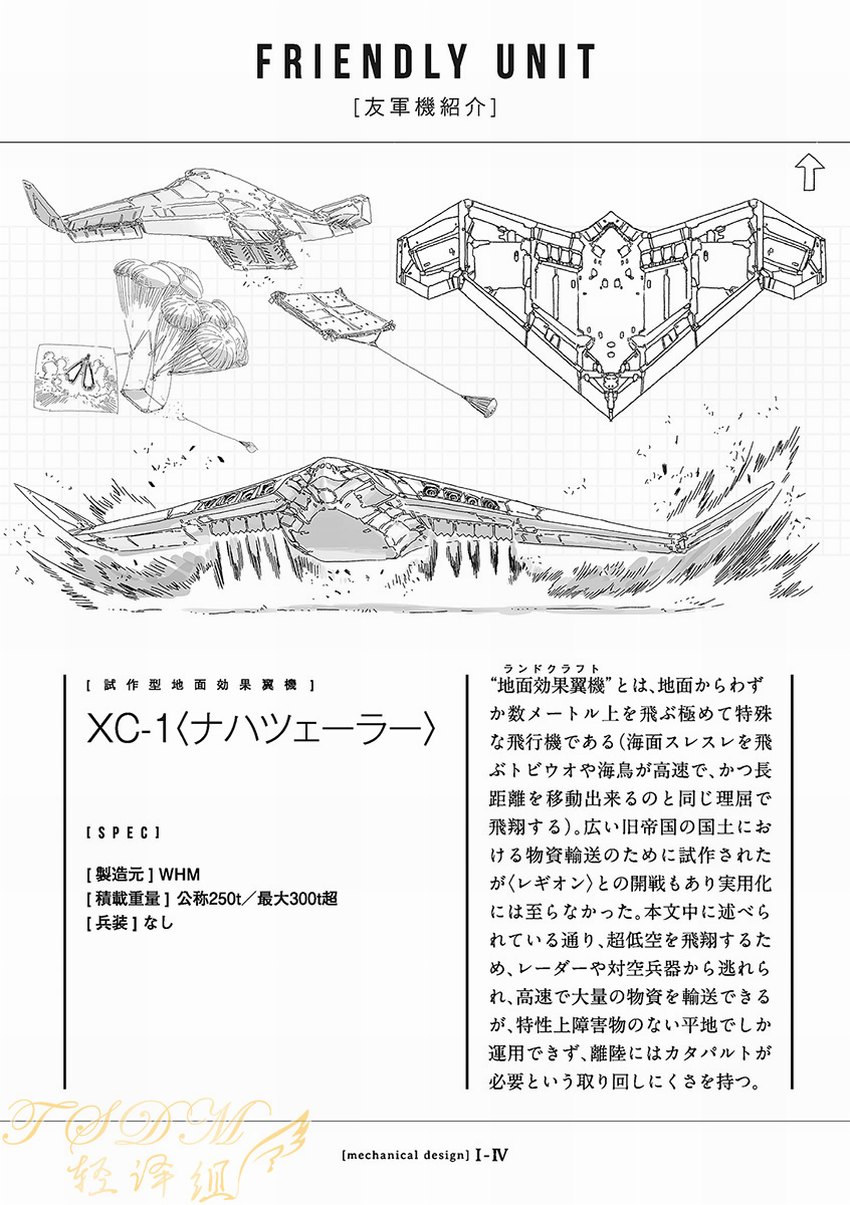 FRIENDLY UNIT
[友軍機紹介]
[試作型地面効果翼機]
XC-1〈ナハツェーラー〉
[SPEC]
[製造元] WHM
[積載重量] 公称250t／最大300t超
[兵装] なし
ランドクラフト
“地面効果翼機”とは、地面からわず
か数メートル上を飛ぶ極めて特殊
な飛行機である（海面スレスレを飛
ぶトビウオや海鳥が高速で、かつ長
距離を移動出来るのと同じ理屈で
飛翔する）。広い旧帝国の国土にお
ける物資輸送のために試作された
が〈レギオン〉との開戦もあり実用化
には至らなかった。本文中に述べら
れている通り、超低空を飛翔するた
め、レーダーや対空兵器から逃れら
れ、高速で大量の物資を輸送できる
が、特性上障害物のない平地でしか
運用できず、離陸にはカタパルトが
必要という取り回しにくさを持つ。
TSDM
轻译组
[mechanical design] I-IV